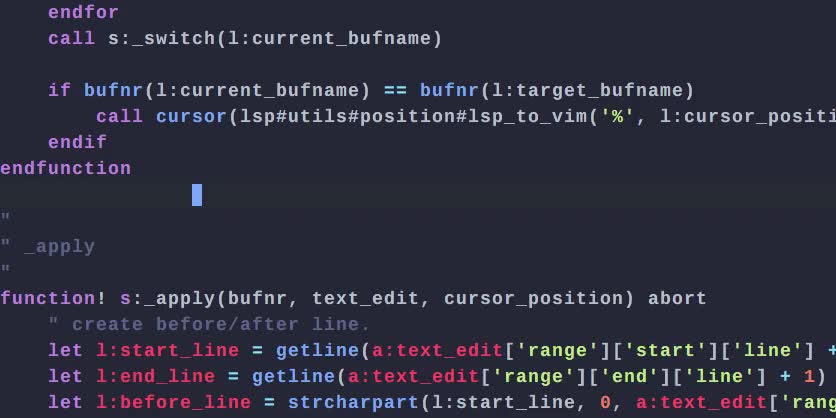 endfor
call s:_switch(l:current_bufname)
if bufnr(l:current_bufname) == bufnr(l:target_bufname)
call cursor(lsp#utils#position#lsp_to_vim('%', l:cursor_positi
endif
endfunction
"
" _apply
"
function! s:_apply(bufnr, text_edit, cursor_position) abort
" create before/after line.
let l:start_line = getline(a:text_edit['range']['start']['line'] +
let l:end_line = getline(a:text_edit['range']['end']['line'] + 1)
let l:before_line = strcharpart(l:start_line, 0, a:text_edit['rang